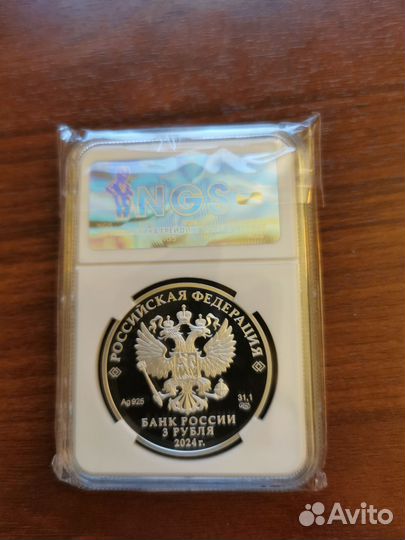 NGS
РОССИЙСКАЯ ФЕДЕРАЦИЯ
Ag 925
31,1
БАНК РОССИИ
3 РУБЛЯ
2024 г.
Avito